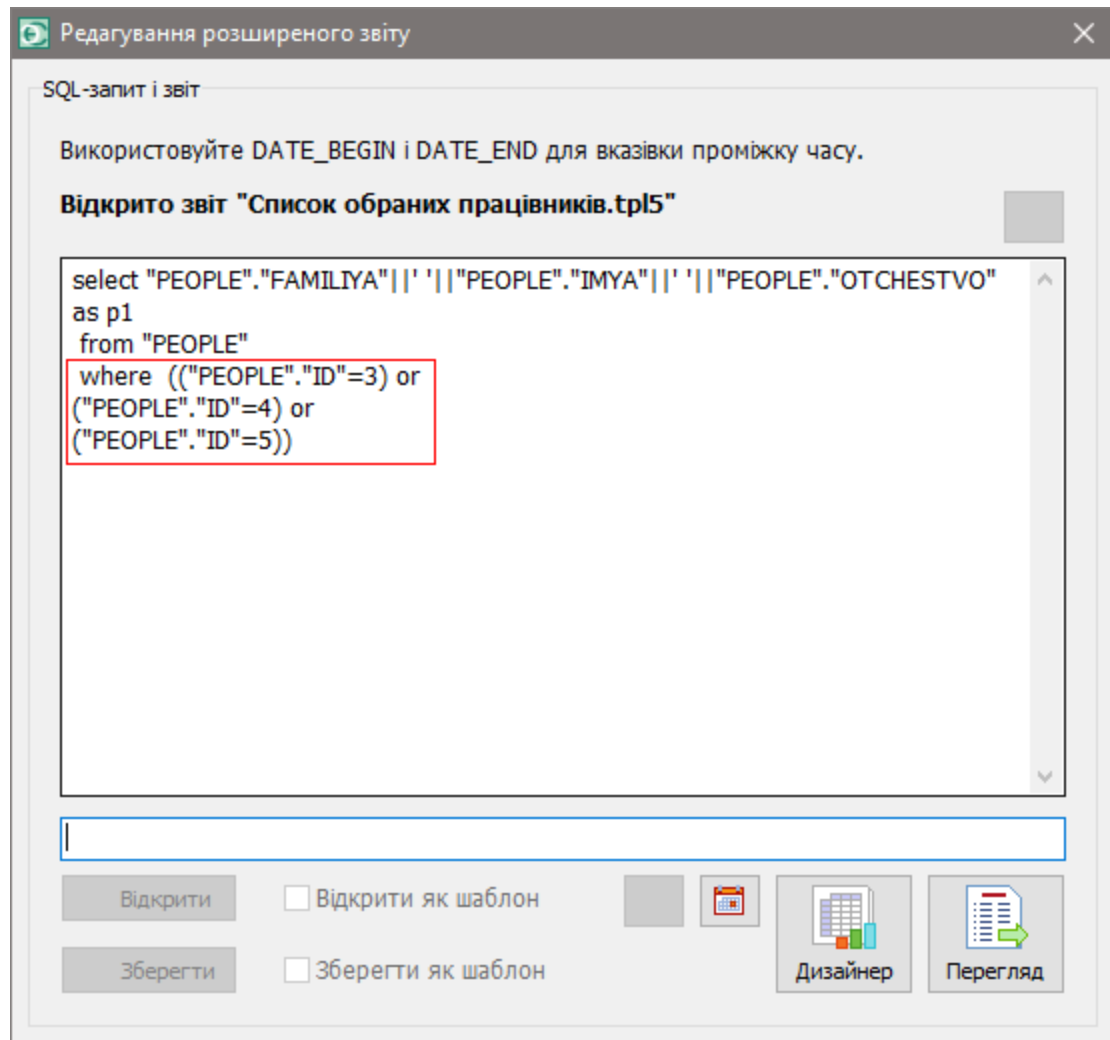 Редагування розширеного звіту
SQL-запит і звіт
Використовуйте DATE_BEGIN і DATE_END для вказівки проміжку часу.
Відкрито звіт "Список обраних працівників.tpl5"
select "PEOPLE"."FAMILIYA"||' '||"PEOPLE"."IMYA"||' '||"PEOPLE"."OTCHESTVO"
as p1
from "PEOPLE"
where  (("PEOPLE"."ID"=3) or
("PEOPLE"."ID"=4) or
("PEOPLE"."ID"=5))
Відкрити
Відкрити як шаблон
Зберегти
Зберегти як шаблон
Дизайнер
Перегляд